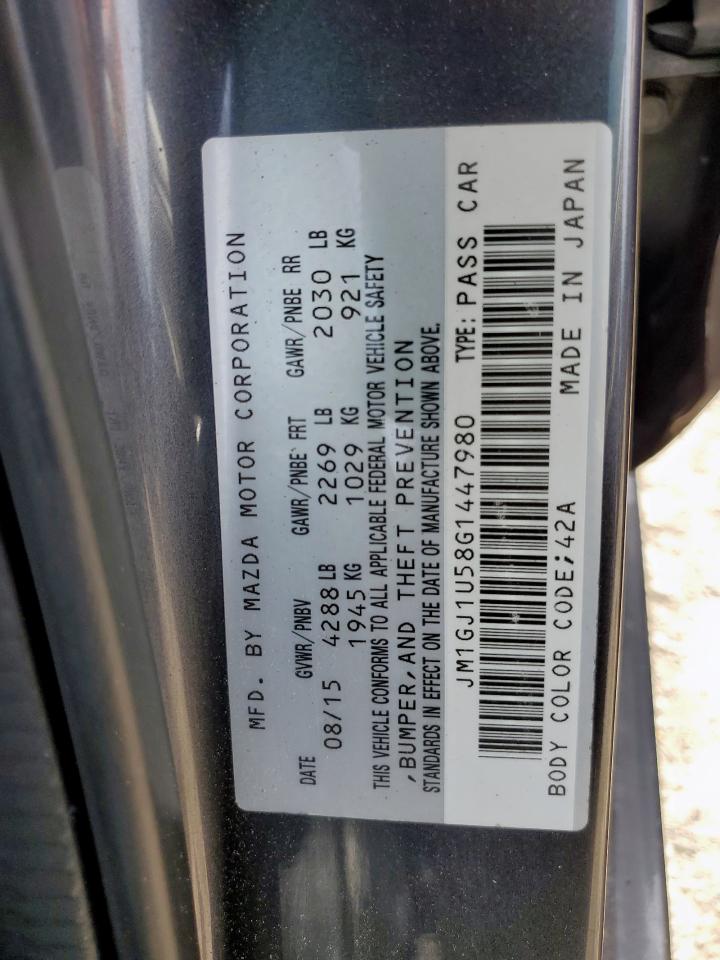 MFD. BY MAZDA MOTOR CORPORATION
DATE GVWR/PNBV GAWR/PNBE FRT GAWR/PNBE RR
08/15 4288 LB 2269 LB 2030 LB
1945 KG 1029 KG 921 KG
THIS VEHICLE CONFORMS TO ALL APPLICABLE FEDERAL MOTOR VEHICLE SAFETY
,BUMPER,AND THEFT PREVENTION
STANDARDS IN EFFECT ON THE DATE OF MANUFACTURE SHOWN ABOVE.
JM1GJ1U58G1447980 TYPE: PASS CAR
BODY COLOR CODE;42A MADE IN JAPAN